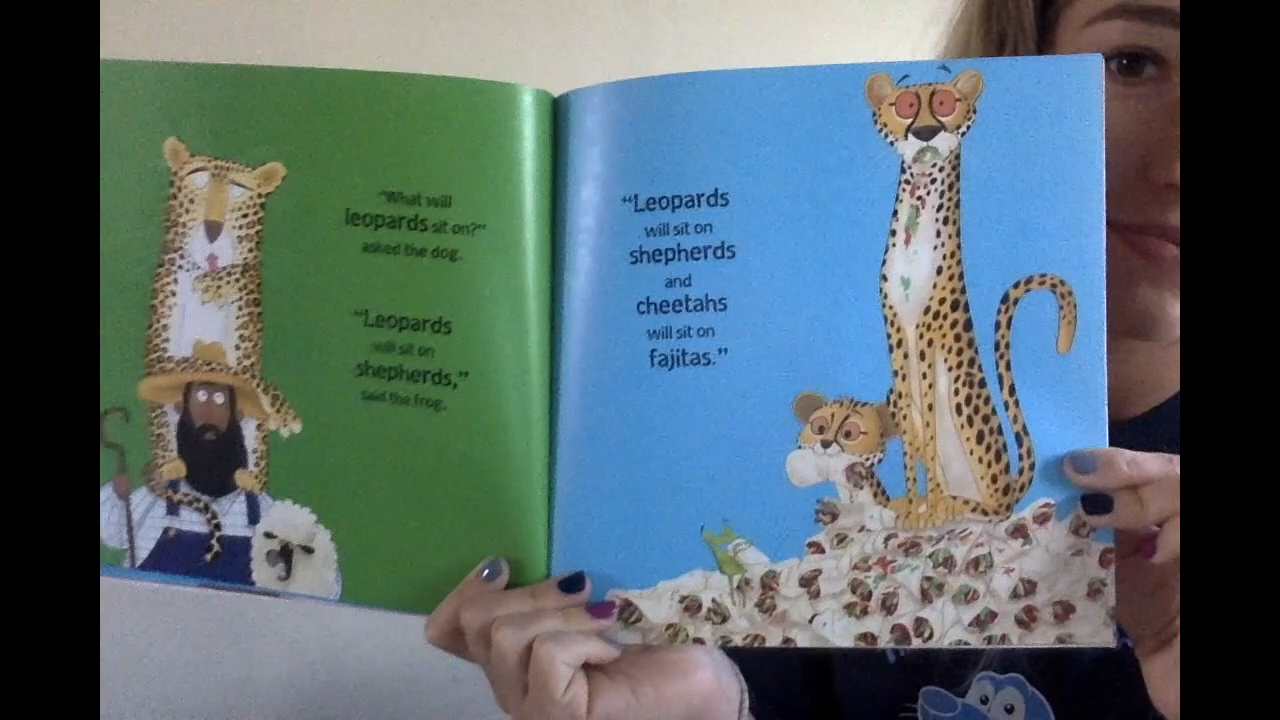 "What will
leopards sit on?"
asked the dog.
"Leopards
will sit on
shepherds,"
said the frog.
"Leopards
will sit on
shepherds
and
cheetahs
will sit on
fajitas."